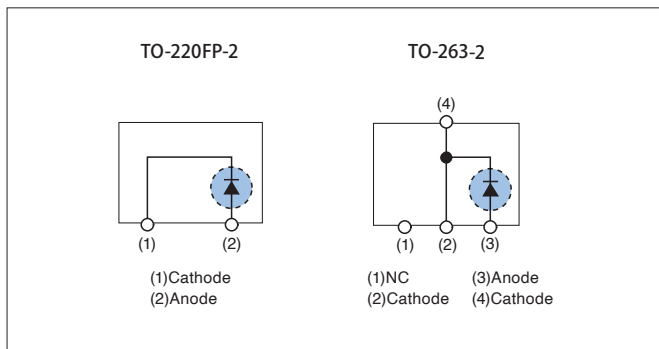 TO-220FP-2
(1)
(2)
(1)Cathode
(2)Anode
TO-263-2
(4)
(1)
(2)
(3)
(1)NC
(2)Cathode
(3)Anode
(4)Cathode